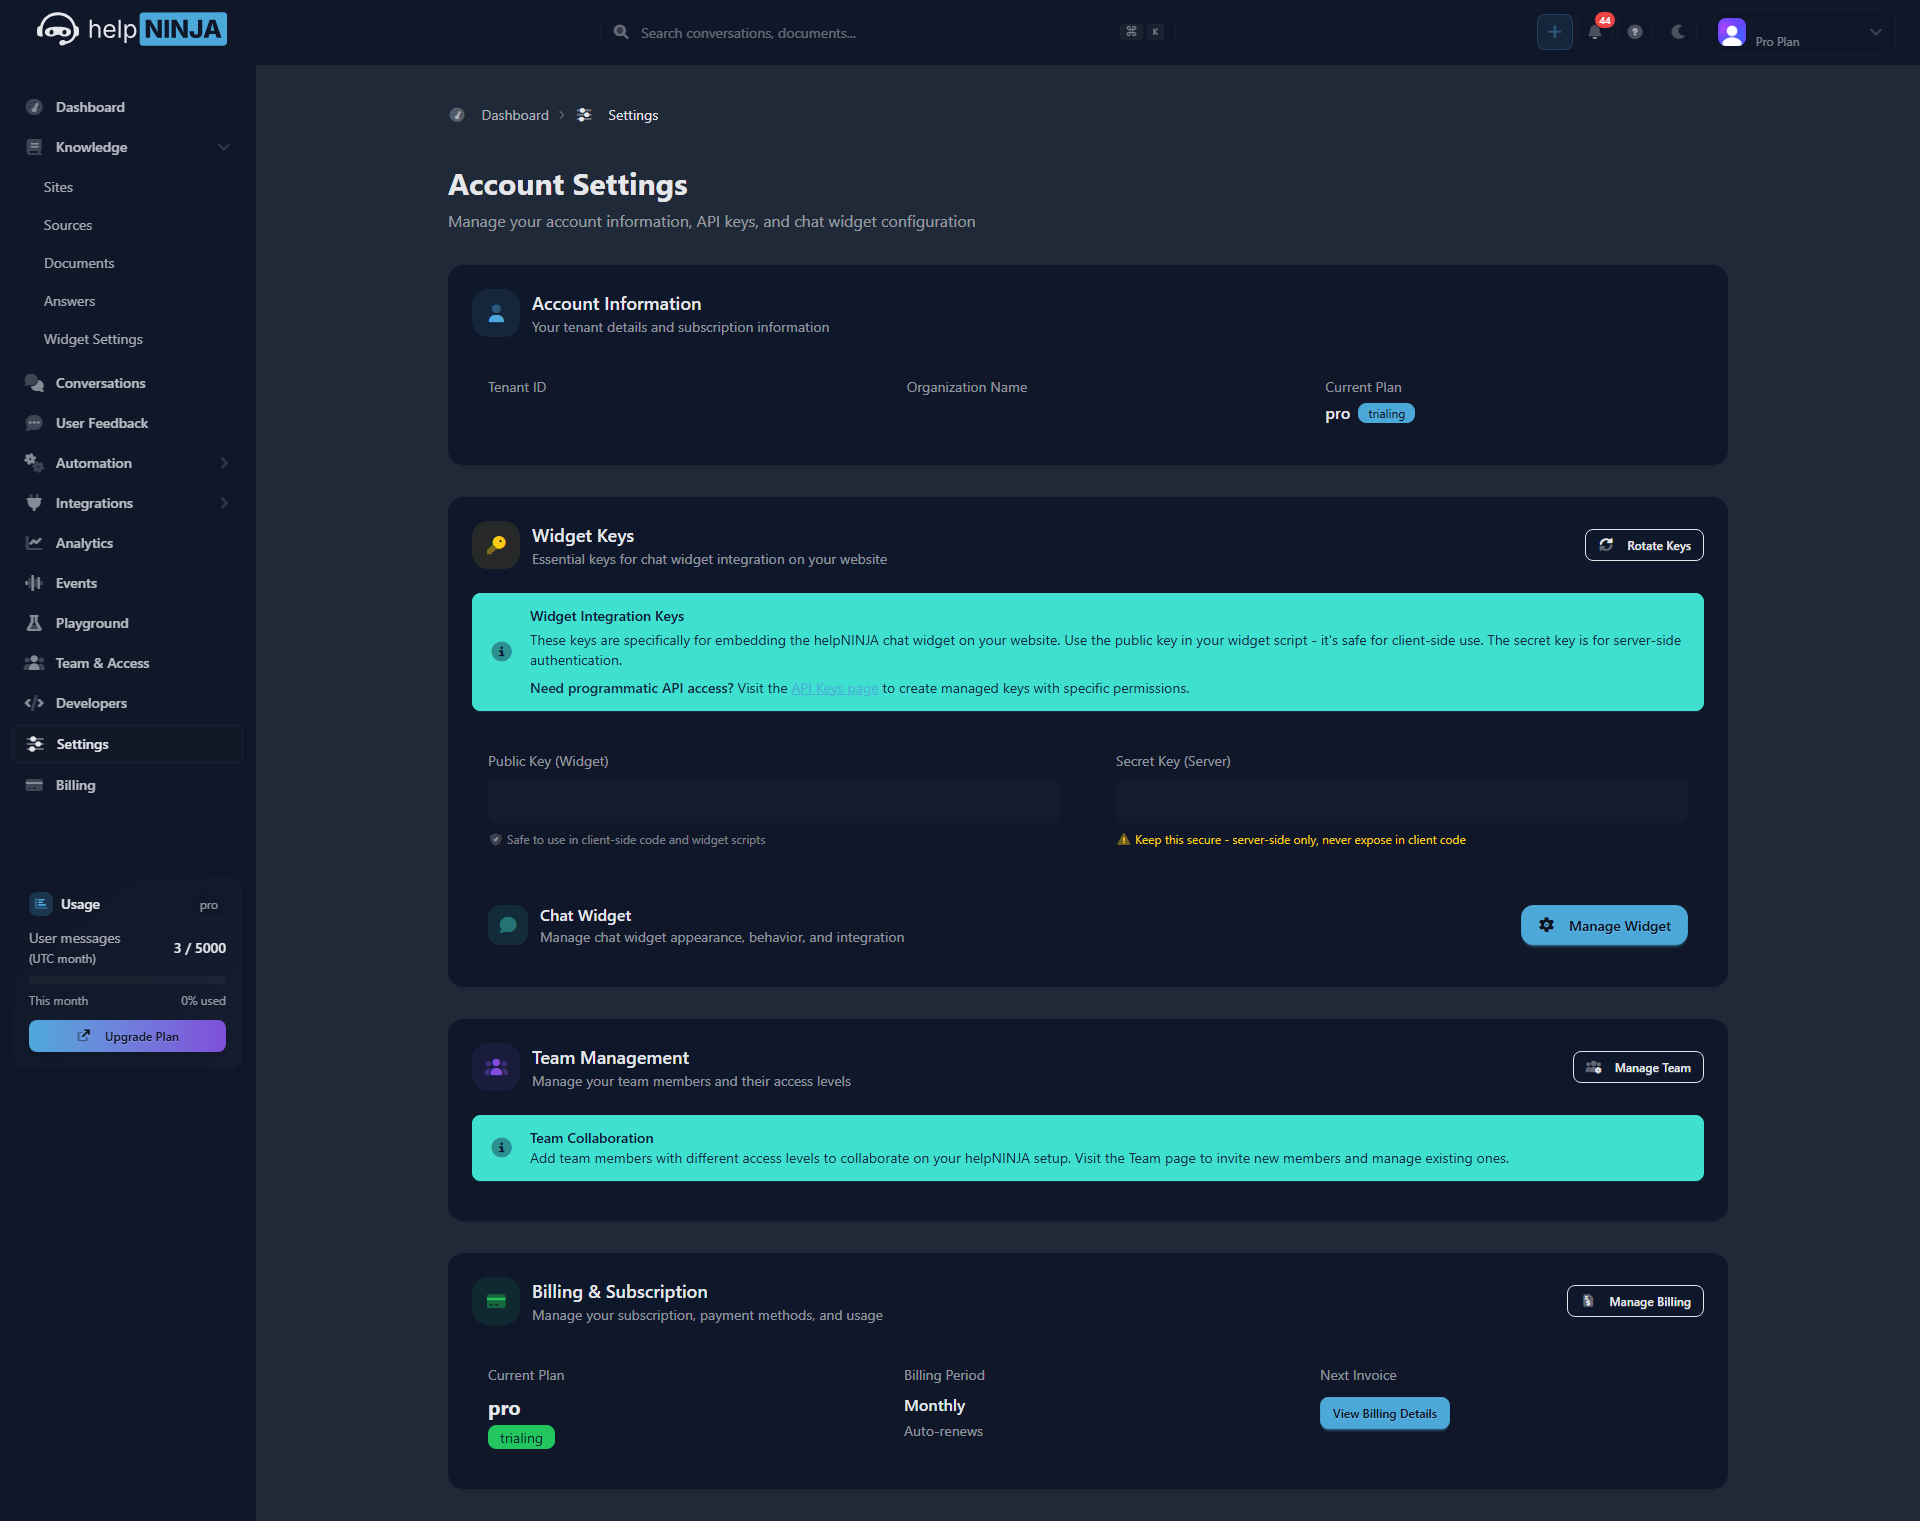 help NINJA
Search conversations, documents...
⌘ K
44
Pro Plan
Dashboard
Knowledge
Sites
Sources
Documents
Answers
Widget Settings
Conversations
User Feedback
Automation
Integrations
Analytics
Events
Playground
Team & Access
Developers
Settings
Billing
Usage
pro
User messages
(UTC month)
3 / 5000
This month
0% used
Upgrade Plan
Dashboard > Settings
Account Settings
Manage your account information, API keys, and chat widget configuration
Account Information
Your tenant details and subscription information
Tenant ID
Organization Name
Current Plan
pro trialing
Widget Keys
Essential keys for chat widget integration on your website
Rotate Keys
Widget Integration Keys
These keys are specifically for embedding the helpNINJA chat widget on your website. Use the public key in your widget script - it's safe for client-side use. The secret key is for server-side
authentication.
Need programmatic API access? Visit the API Keys page to create managed keys with specific permissions.
Public Key (Widget)
Safe to use in client-side code and widget scripts
Secret Key (Server)
Keep this secure - server-side only, never expose in client code
Chat Widget
Manage chat widget appearance, behavior, and integration
Manage Widget
Team Management
Manage your team members and their access levels
Manage Team
Team Collaboration
Add team members with different access levels to collaborate on your helpNINJA setup. Visit the Team page to invite new members and manage existing ones.
Billing & Subscription
Manage your subscription, payment methods, and usage
Manage Billing
Current Plan
pro
trialing
Billing Period
Monthly
Auto-renews
Next Invoice
View Billing Details